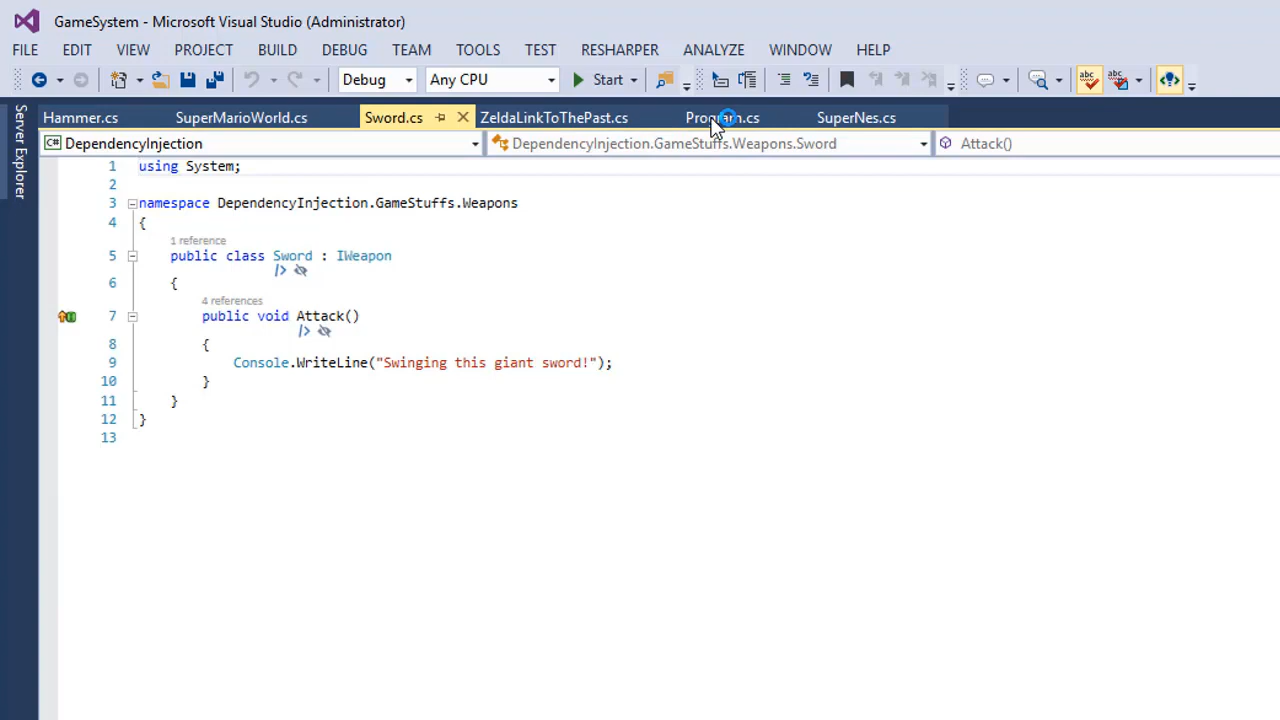 GameSystem - Microsoft Visual Studio (Administrator)
FILE EDIT VIEW PROJECT BUILD DEBUG TEAM TOOLS TEST RESHARPER ANALYZE WINDOW HELP
Debug Any CPU Start
Hammer.cs SuperMarioWorld.cs Sword.cs ZeldaLinkToThePast.cs Program.cs SuperNes.cs
Server Explorer
C# DependencyInjection DependencyInjection.GameStuffs.Weapons.Sword Attack()
1 using System;
2
3 namespace DependencyInjection.GameStuffs.Weapons
4 {
1 reference
5 public class Sword : IWeapon
6 {
4 references
7 public void Attack()
8 {
9 Console.WriteLine("Swinging this giant sword!");
10 }
11 }
12 }
13